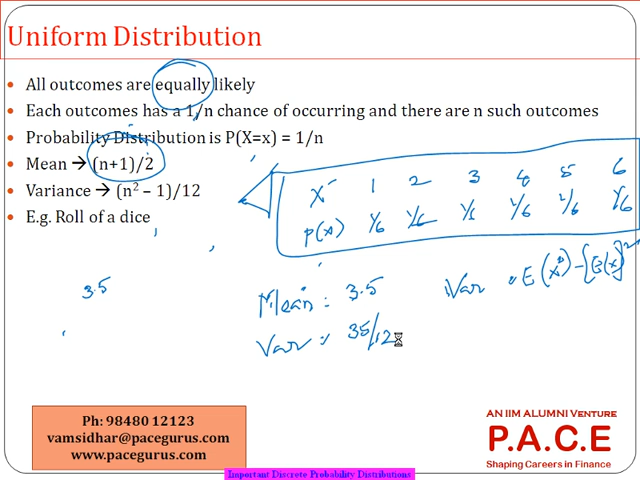 Uniform Distribution
• All outcomes are equally likely
• Each outcomes has a 1/n chance of occurring and there are n such outcomes
• Probability Distribution is P(X=x) = 1/n
• Mean → (n+1)/2
• Variance → (n² – 1)/12
• E.g. Roll of a dice
X 1 2 3 4 5 6
P(x) 1/6 1/6 1/6 1/6 1/6 1/6
3.5
Mean = 3.5
Var = E(x²) - [E(x)]²
Var = 35/12
Ph: 98480 12123
vamsidhar@pacegurus.com
www.pacegurus.com
AN IIM ALUMNI VENTURE
P.A.C.E
Shaping Careers in Finance
Important Discrete Probability Distributions